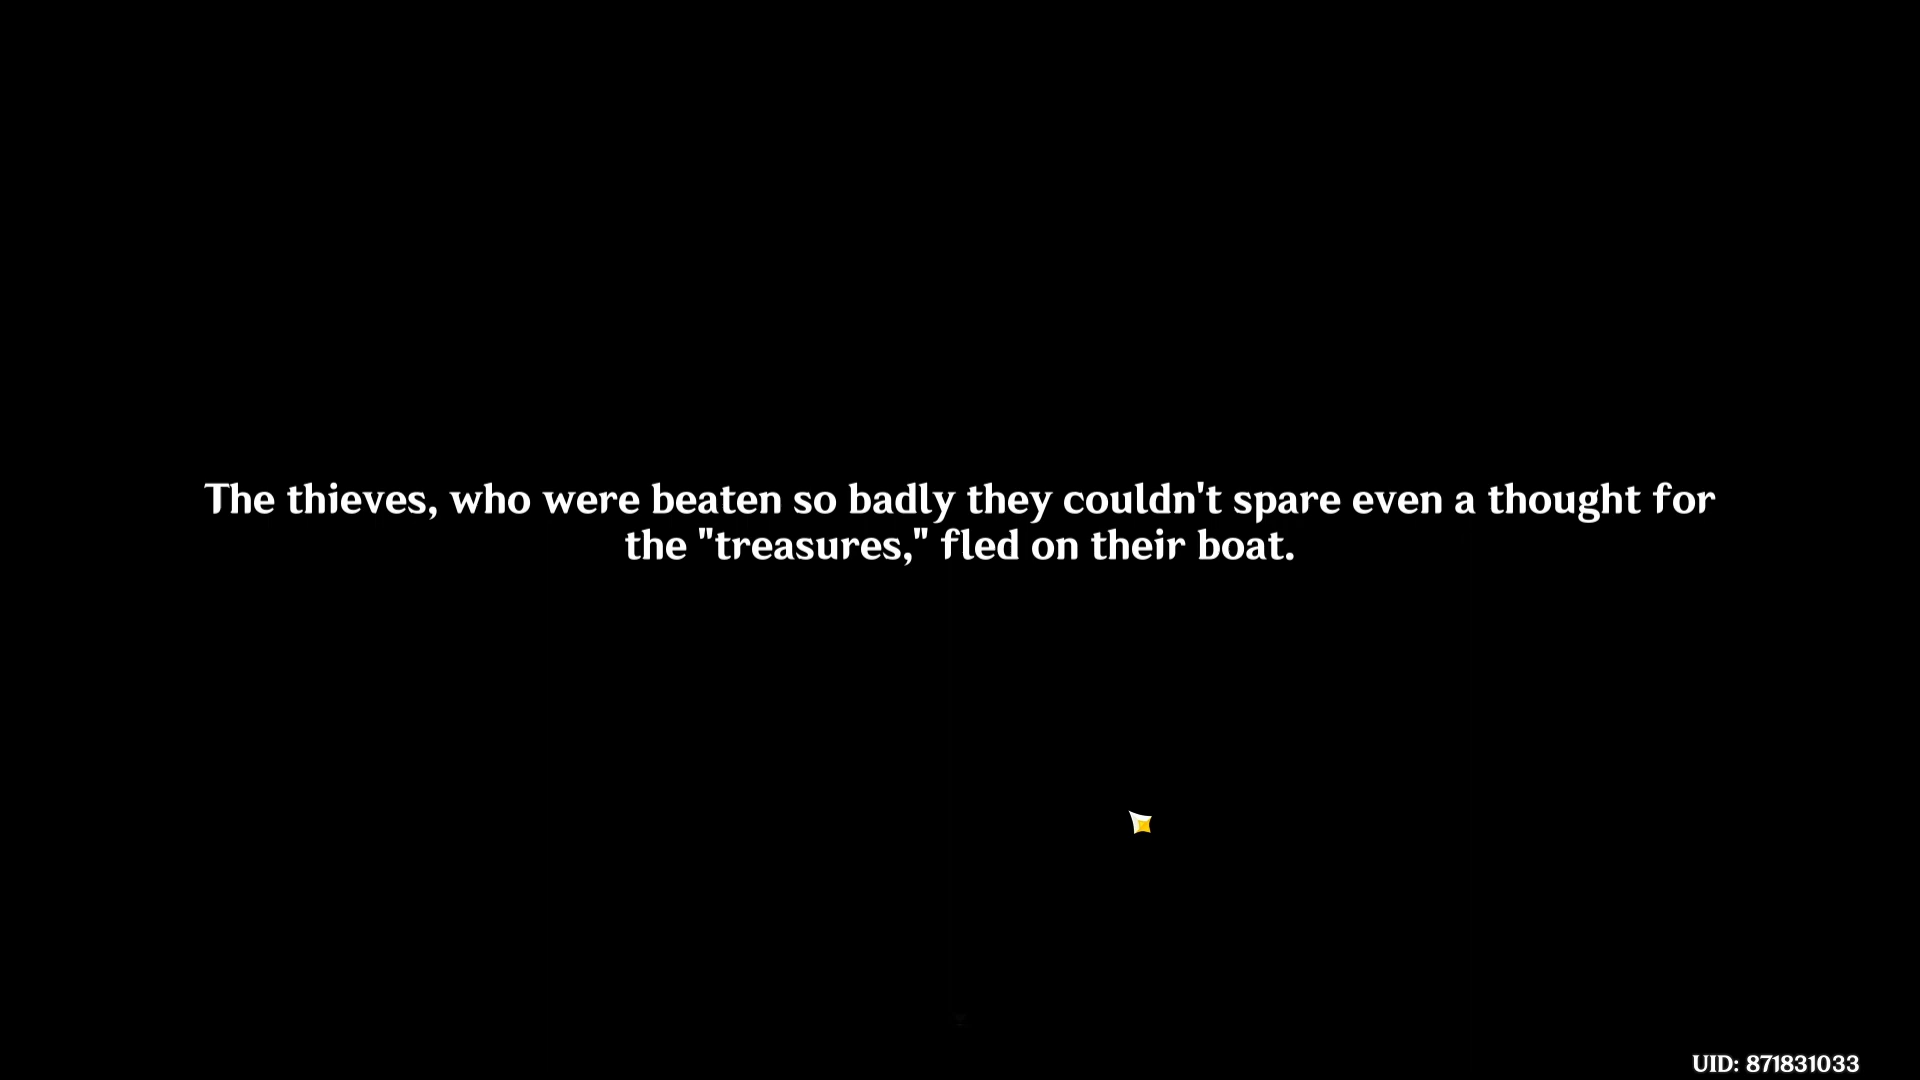 The thieves, who were beaten so badly they couldn't spare even a thought for
the "treasures," fled on their boat.
UID: 871831033